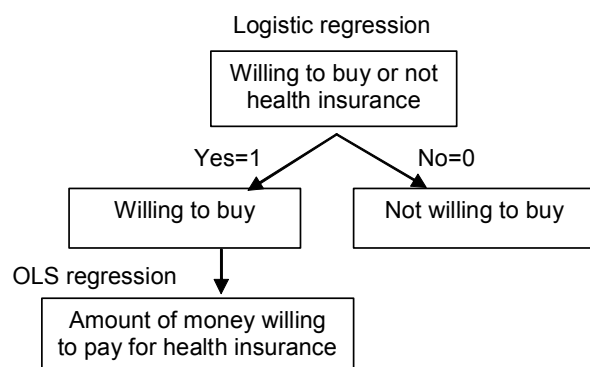 Logistic regression
Willing to buy or not
health insurance
Yes=1
No=0
Willing to buy
Not willing to buy
OLS regression
Amount of money willing
to pay for health insurance